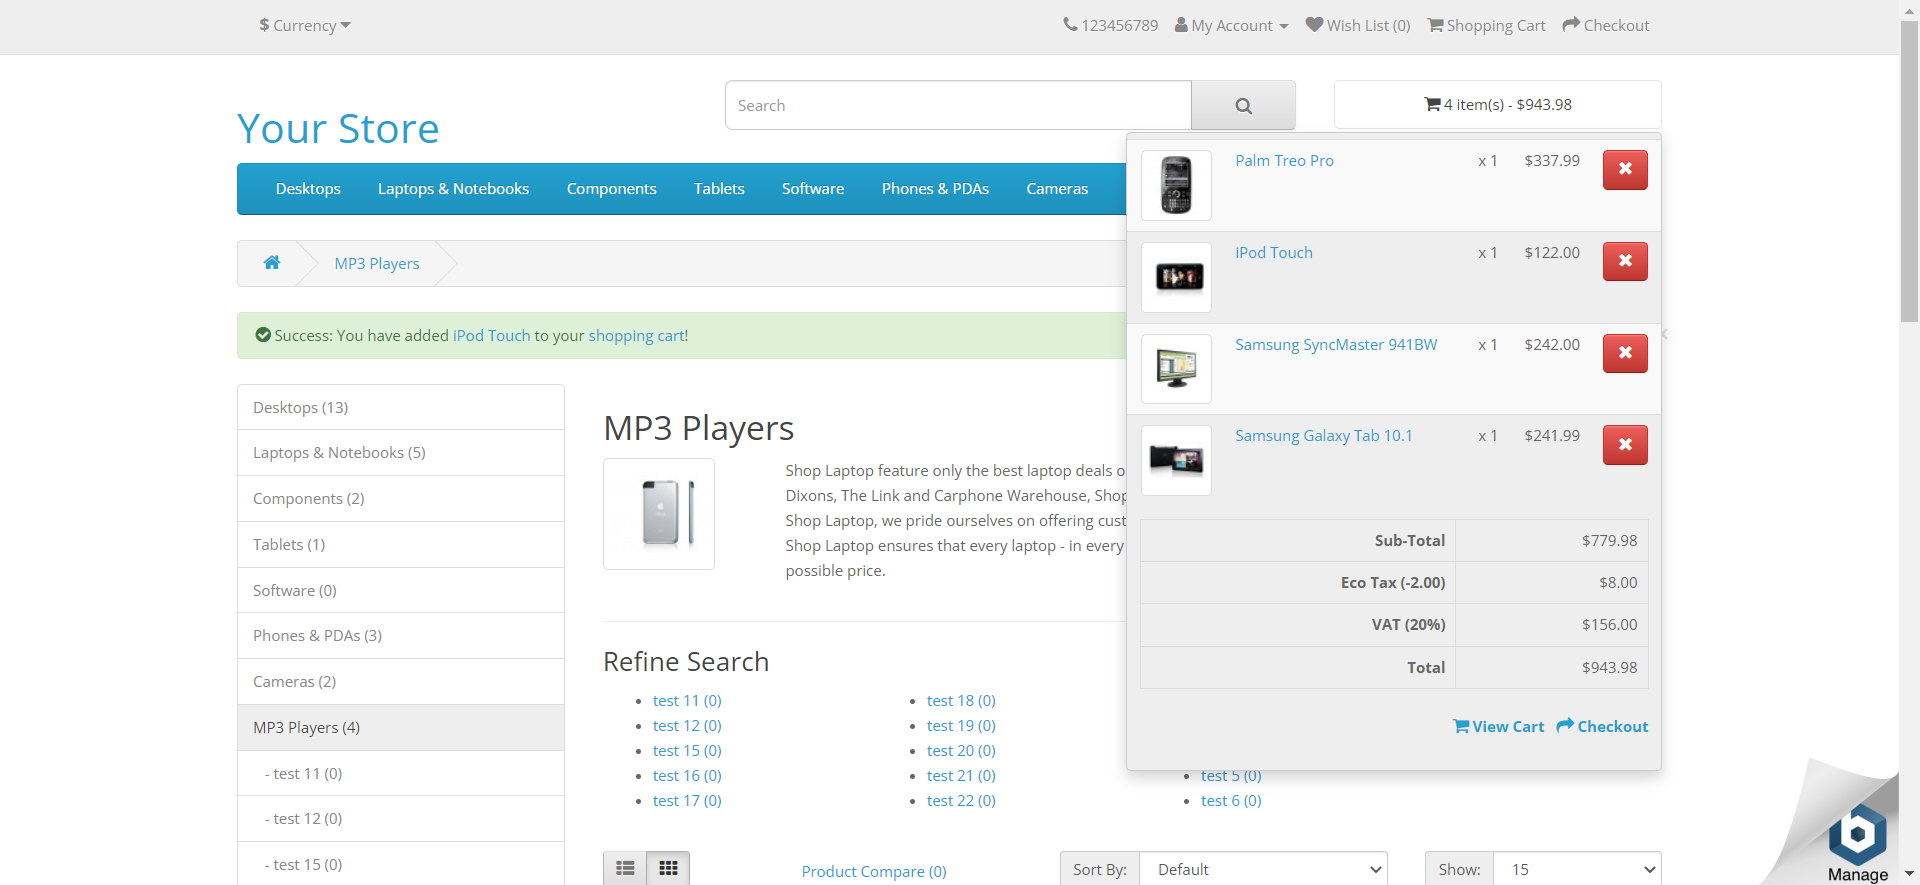 $ Currency
123456789 My Account Wish List (0) Shopping Cart Checkout
Your Store
Search
4 item(s) - $943.98
Desktops Laptops & Notebooks Components Tablets Software Phones & PDAs Cameras
MP3 Players
Success: You have added iPod Touch to your shopping cart!
Palm Treo Pro x 1 $337.99
iPod Touch x 1 $122.00
Samsung SyncMaster 941BW x 1 $242.00
Samsung Galaxy Tab 10.1 x 1 $241.99
Sub-Total $779.98
Eco Tax (-2.00) $8.00
VAT (20%) $156.00
Total $943.98
View Cart Checkout
Desktops (13)
Laptops & Notebooks (5)
Components (2)
Tablets (1)
Software (0)
Phones & PDAs (3)
Cameras (2)
MP3 Players (4)
- test 11 (0)
- test 12 (0)
- test 15 (0)
MP3 Players
Shop Laptop feature only the best laptop deals o
Dixons, The Link and Carphone Warehouse, Shop
Shop Laptop, we pride ourselves on offering cust
Shop Laptop ensures that every laptop - in every
possible price.
Refine Search
test 11 (0)
test 12 (0)
test 15 (0)
test 16 (0)
test 17 (0)
test 18 (0)
test 19 (0)
test 20 (0)
test 21 (0)
test 22 (0)
test 5 (0)
test 6 (0)
Product Compare (0)
Sort By: Default
Show: 15
b
Manage